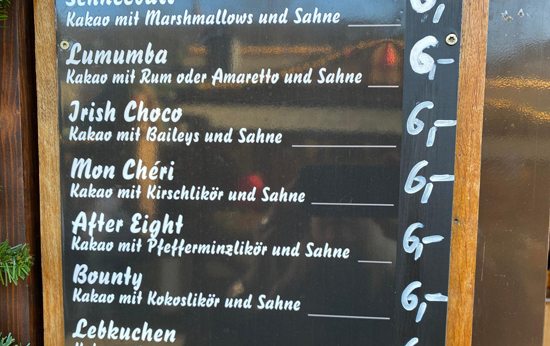 Schneeball
Kakao mit Marshmallows und Sahne 6,
Lumumba
Kakao mit Rum oder Amaretto und Sahne 6,-
Irish Choco
Kakao mit Baileys und Sahne 6,-
Mon Chéri
Kakao mit Kirschlikör und Sahne 6,-
After Eight
Kakao mit Pfefferminzlikör und Sahne 6,-
Bounty
Kakao mit Kokoslikör und Sahne 6,-
Lebkuchen